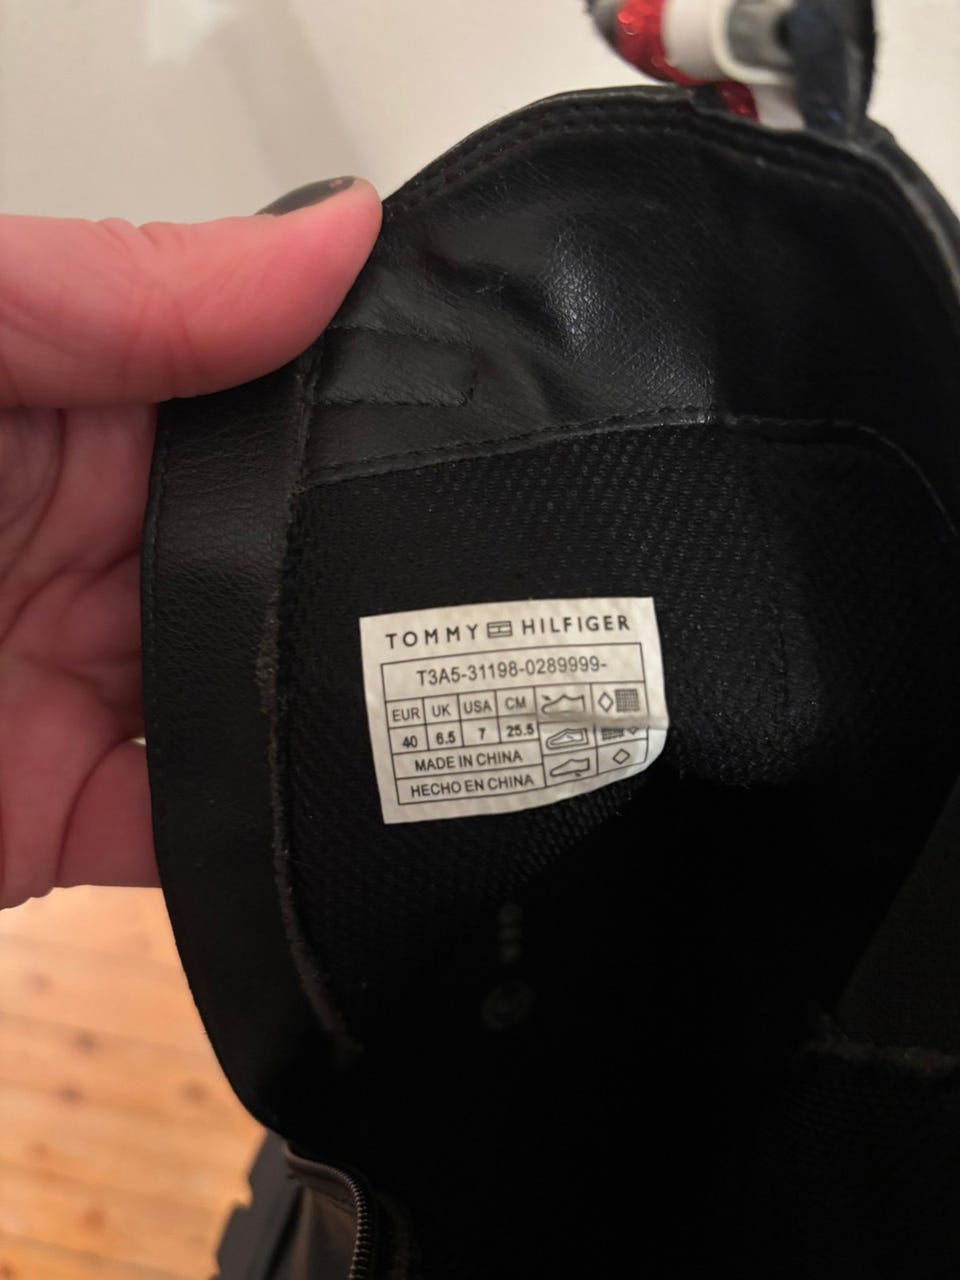 TOMMY HILFIGER
T3A5-31198-0289999-
EUR UK USA CM
40 6.5 7 25.5
MADE IN CHINA
HECHO EN CHINA